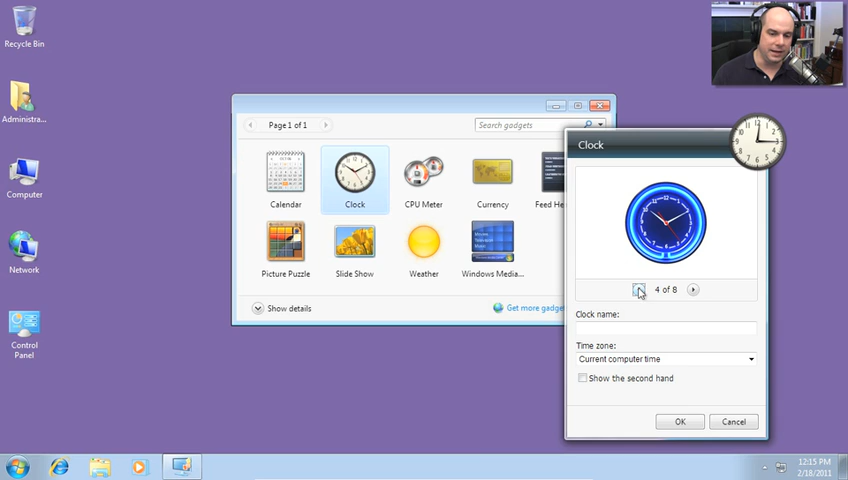 Recycle Bin
Administra...
Computer
Network
Control
Panel
Page 1 of 1
Search gadgets
Calendar
Clock
CPU Meter
Currency
Feed He
Picture Puzzle
Slide Show
Weather
Windows Media...
Show details
Get more gadge
Clock
4 of 8
Clock name:
Time zone:
Current computer time
Show the second hand
OK
Cancel
12:15 PM
2/18/2011